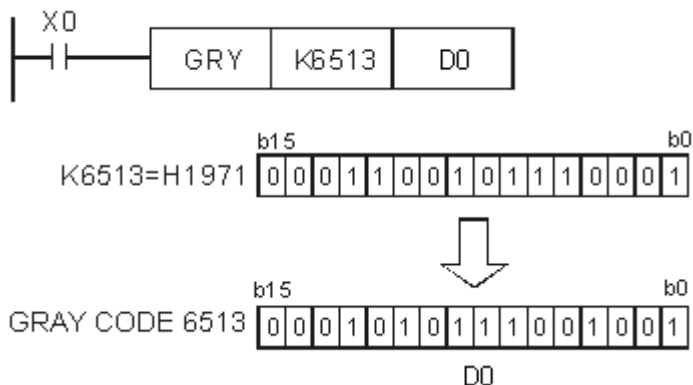 X0
GRY K6513 D0
b15 b0
K6513=H1971 0 0 0 1 1 0 0 1 0 1 1 1 0 0 0 1
b15 b0
GRAY CODE 6513 0 0 0 1 0 1 0 1 1 1 0 0 1 0 0 1
D0